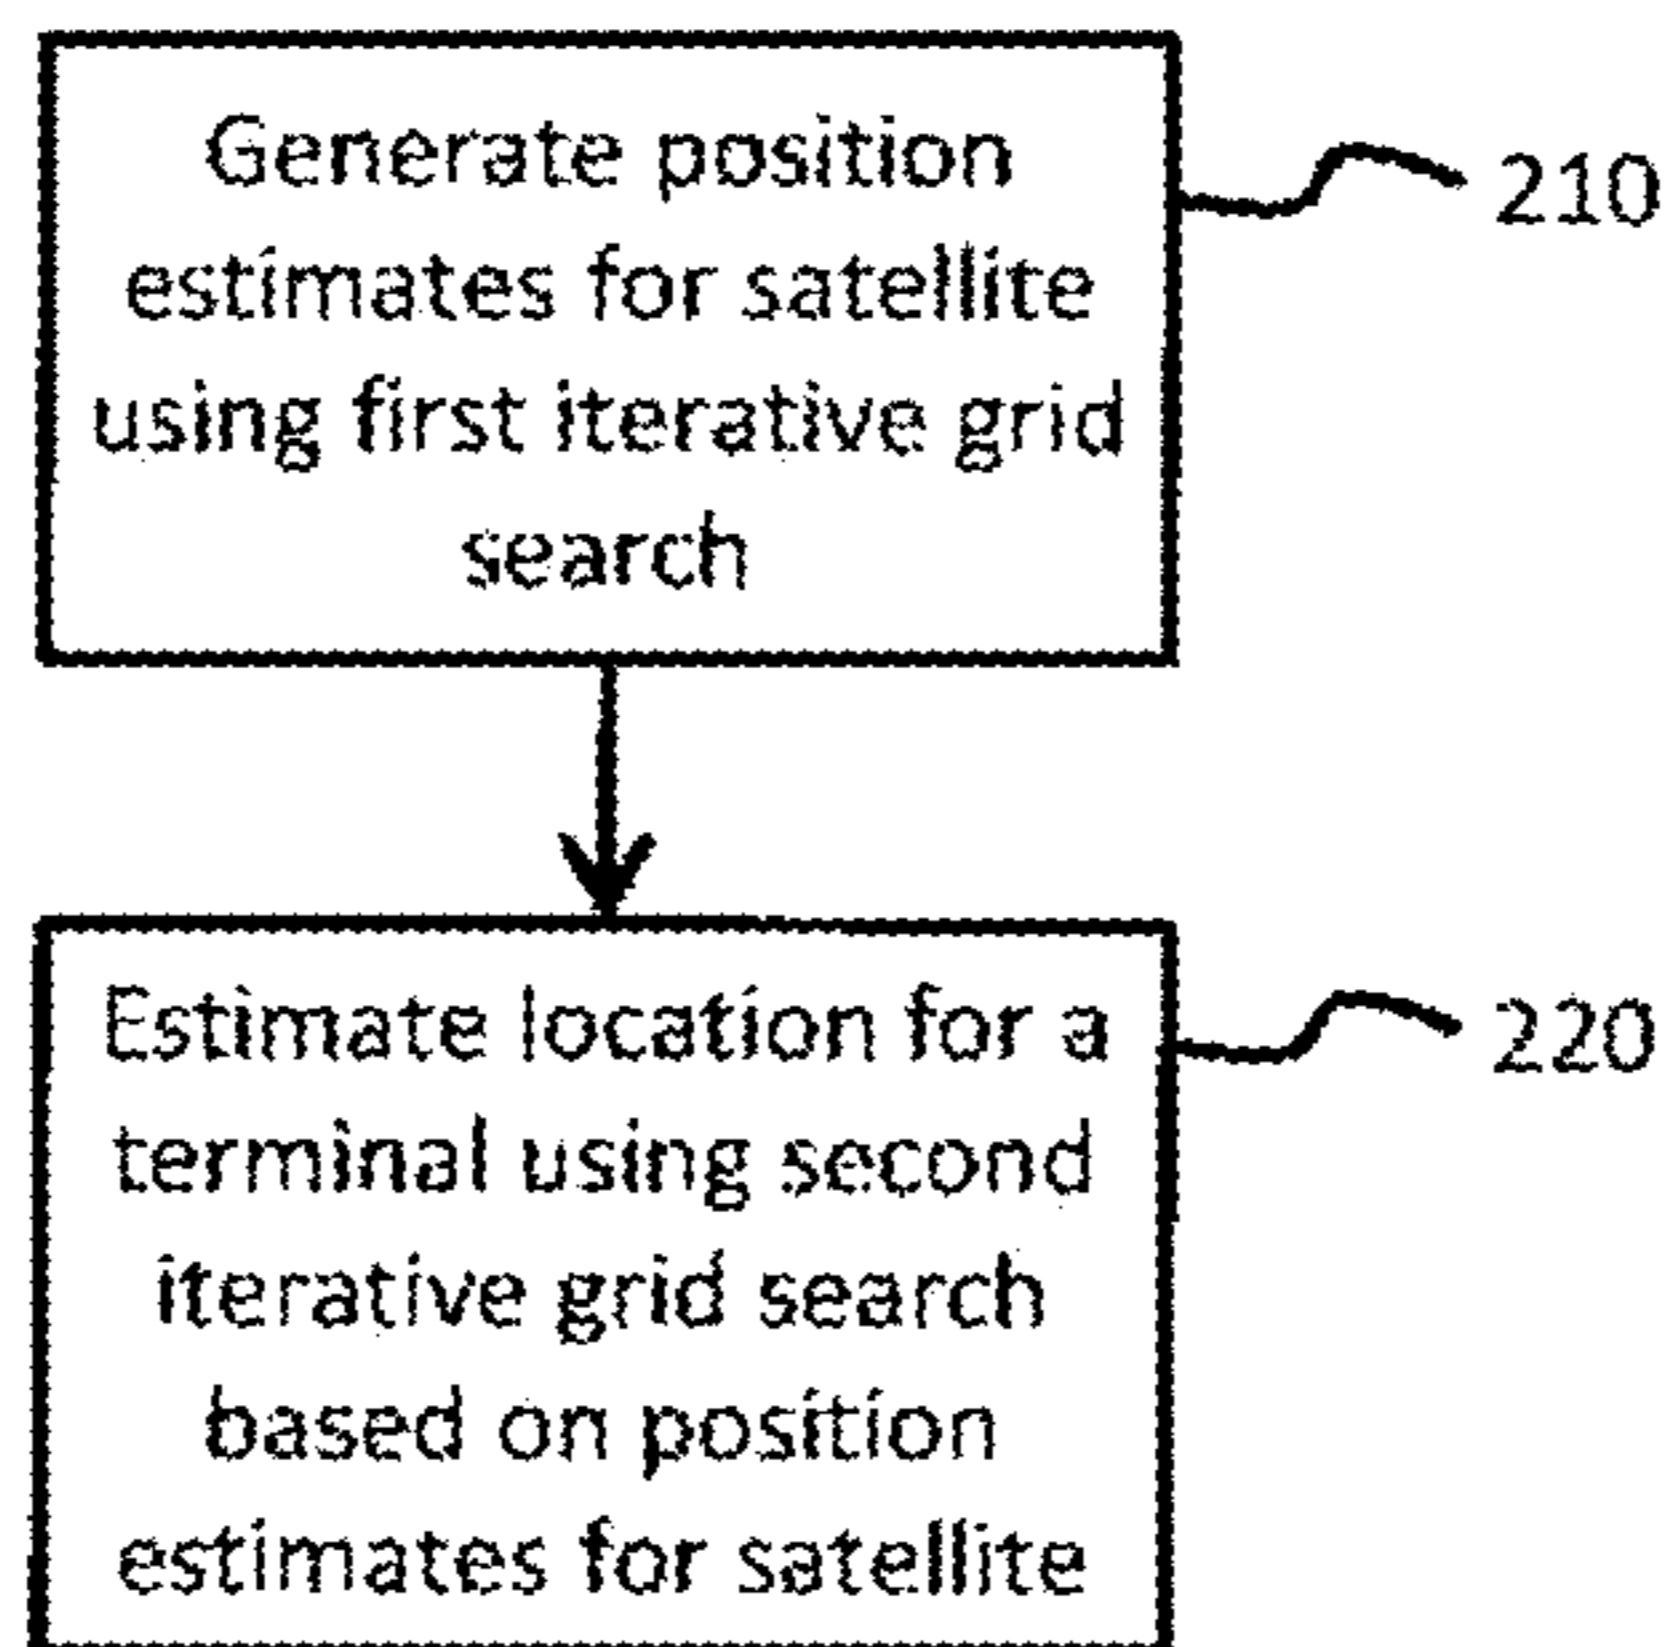 Generate position
estimates for satellite
using first iterative grid
search
210
Estimate location for a
terminal using second
iterative grid search
based on position
estimates for satellite
220